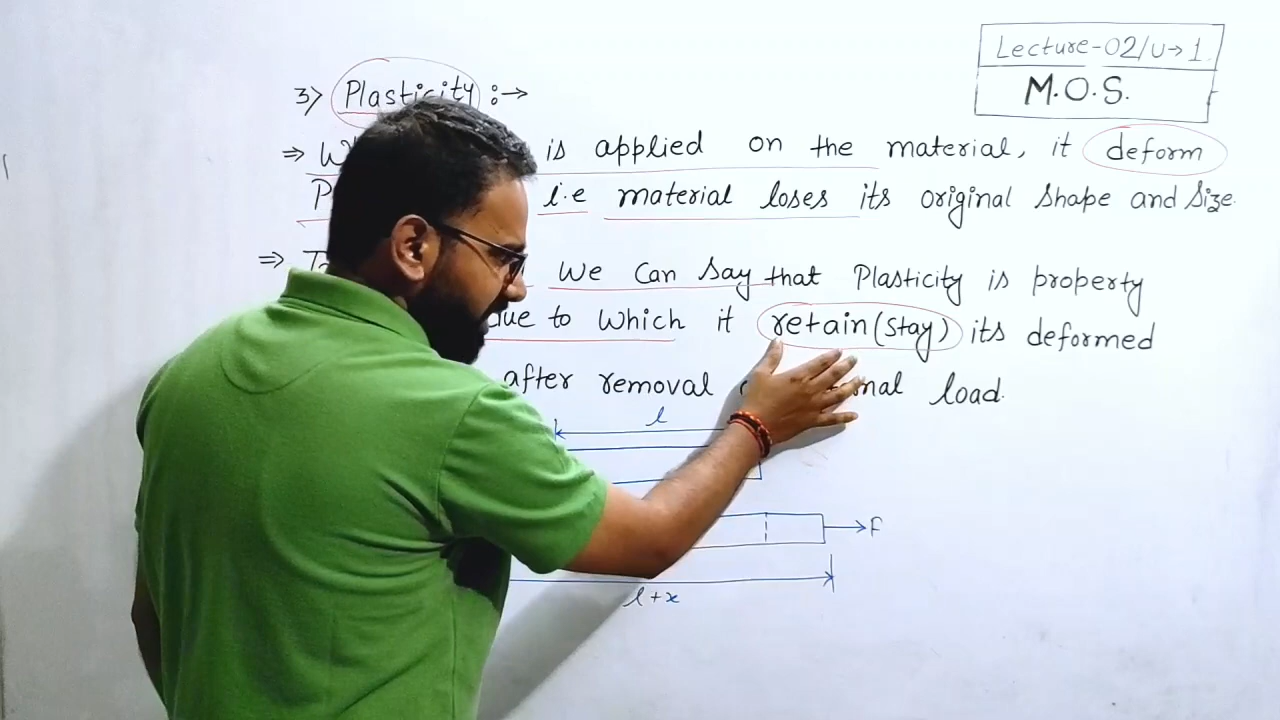 Lecture-02/U→1.
M.O.S.
3) Plasticity :→
⇒ is applied on the material, it deform
i.e material loses its original shape and size.
⇒ we can say that Plasticity is property
due to which it retain (stay) its deformed
after removal load.
l
F
l+x